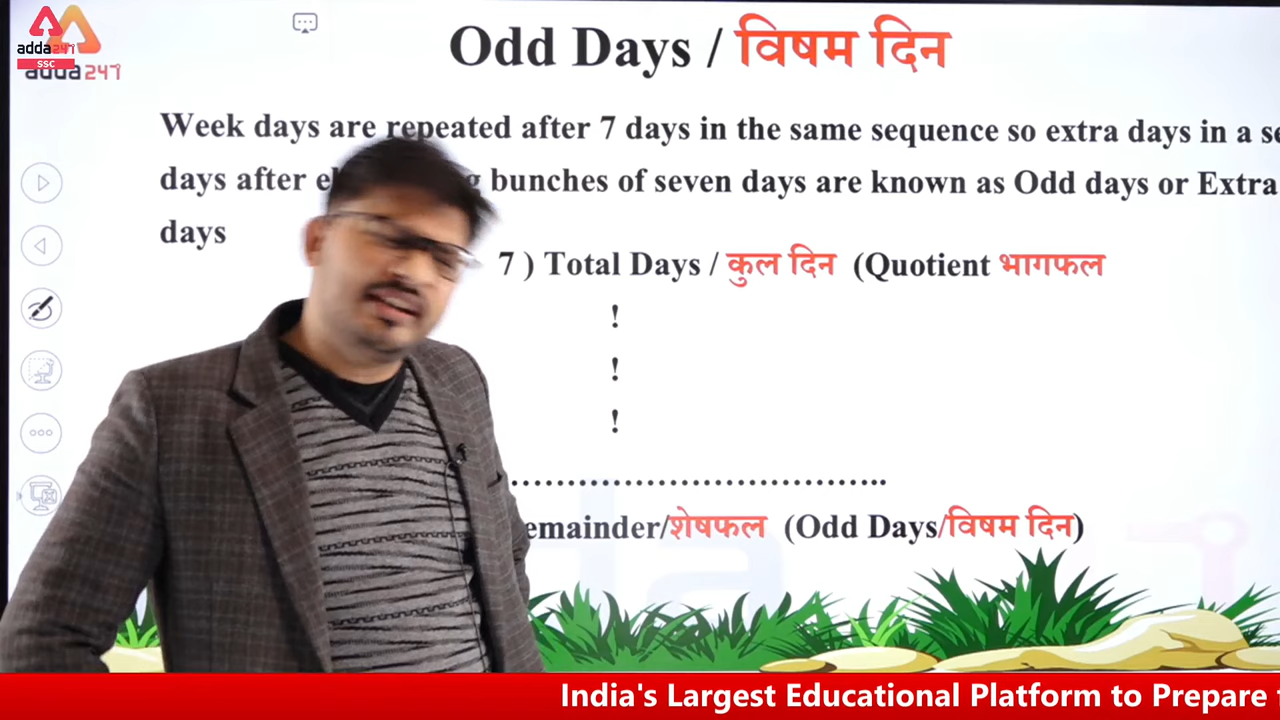 adda247
SSC
adda247
Odd Days / विषम दिन
Week days are repeated after 7 days in the same sequence so extra days in a
days after bunches of seven days are known as Odd days or Extra
days
7 ) Total Days / कुल दिन (Quotient भागफल
!
!
!
……………………………..
emainder/शेषफल (Odd Days/विषम दिन)
India's Largest Educational Platform to Prepare